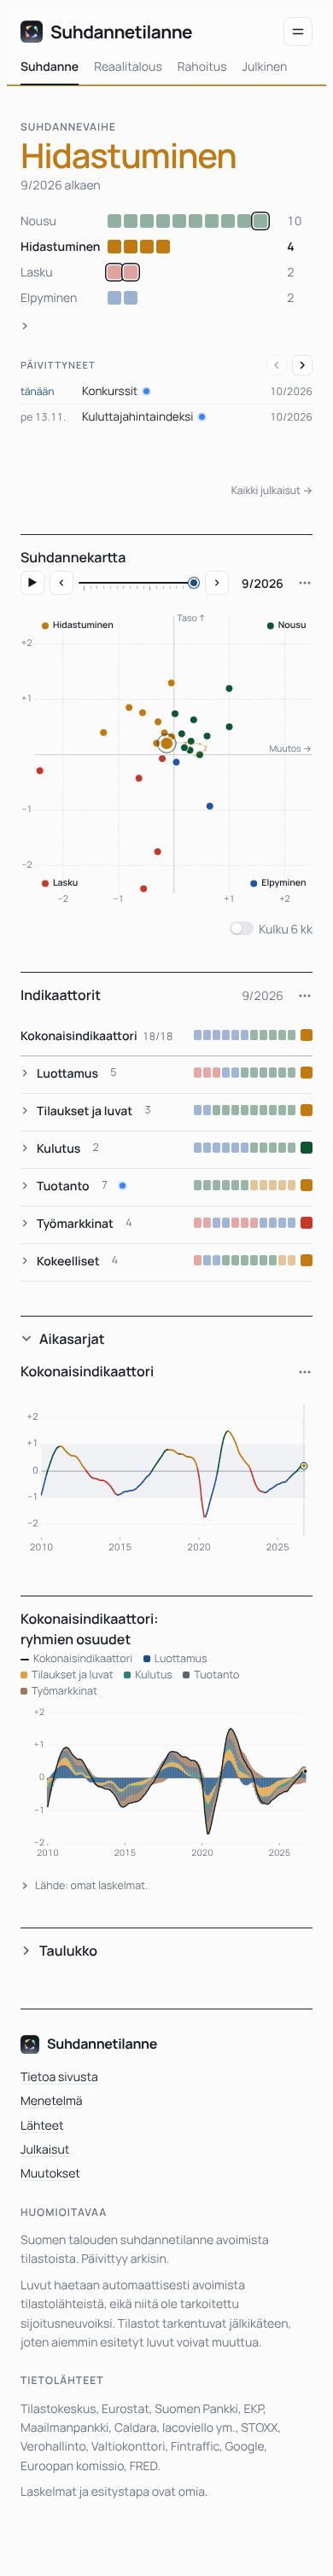 Suhdannetilanne
Suhdanne Reaalitalous Rahoitus Julkinen
SUHDANNEVAIHE
Hidastuminen
9/2026 alkaen
Nousu 10
Hidastuminen 4
Lasku 2
Elpyminen 2
PÄIVITTYNEET
tänään Konkurssit 10/2026
pe 13.11. Kuluttajahintaindeksi 10/2026
Kaikki julkaisut →
Suhdannekartta
9/2026
Taso ↑
Hidastuminen Nousu
+2
+1
Muutos →
−1
−2
Lasku Elpyminen
−2 −1 +1 +2
Kulku 6 kk
Indikaattorit 9/2026
Kokonaisindikaattori 18/18
Luottamus 5
Tilaukset ja luvat 3
Kulutus 2
Tuotanto 7
Työmarkkinat 4
Kokeelliset 4
Aikasarjat
Kokonaisindikaattori
+2
+1
0
−1
−2
2010 2015 2020 2025
Kokonaisindikaattori:
ryhmien osuudet
Kokonaisindikaattori Luottamus
Tilaukset ja luvat Kulutus Tuotanto
Työmarkkinat
+2
+1
0
−1
−2
2010 2015 2020 2025
Lähde: omat laskelmat.
Taulukko
Suhdannetilanne
Tietoa sivusta
Menetelmä
Lähteet
Julkaisut
Muutokset
HUOMIOITAVAA
Suomen talouden suhdannetilanne avoimista
tilastoista. Päivittyy arkisin.
Luvut haetaan automaattisesti avoimista
tilastolähteistä, eikä niitä ole tarkoitettu
sijoitusneuvoiksi. Tilastot tarkentuvat jälkikäteen,
joten aiemmin esitetyt luvut voivat muuttua.
TIETOLÄHTEET
Tilastokeskus, Eurostat, Suomen Pankki, EKP,
Maailmanpankki, Caldara, Iacoviello ym., STOXX,
Verohallinto, Valtiokonttori, Fintraffic, Google,
Euroopan komissio, FRED.
Laskelmat ja esitystapa ovat omia.